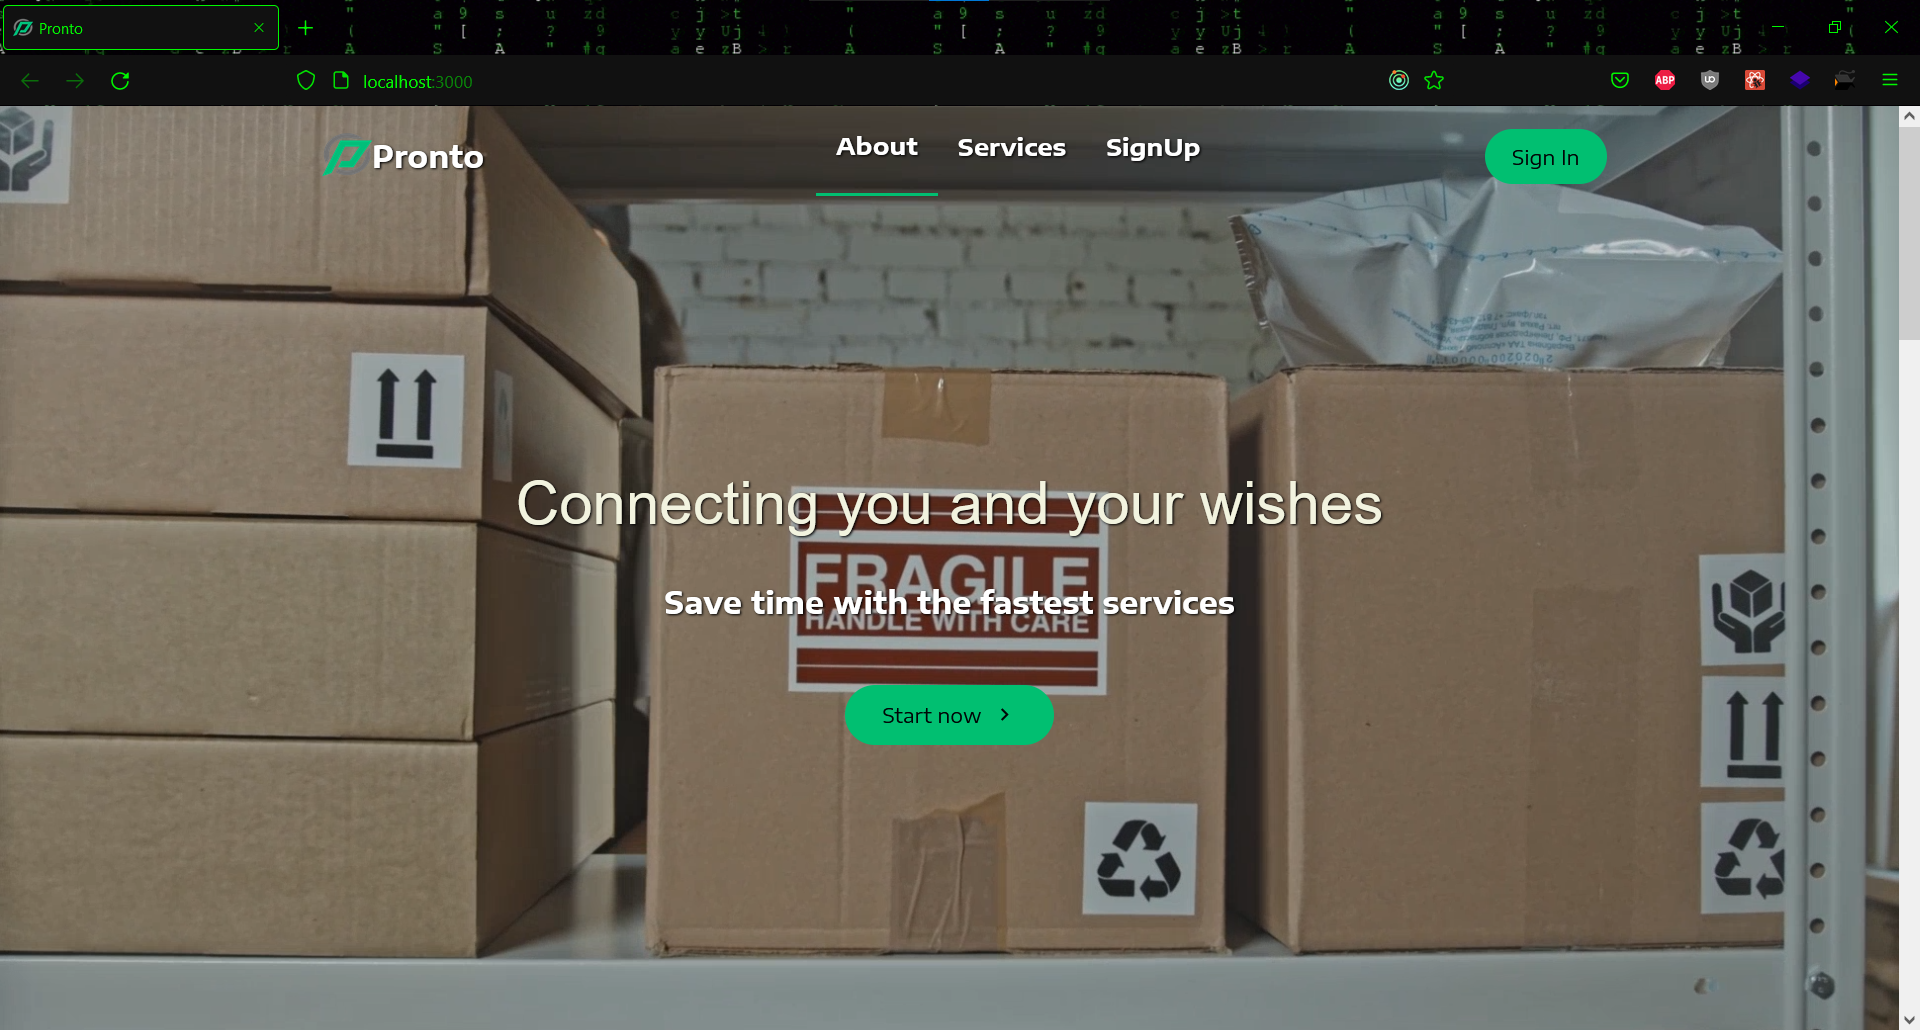 Pronto
localhost:3000
ABP
Pronto
About
Services
SignUp
Sign In
Connecting you and your wishes
FRAGILE
Save time with the fastest services
HANDLE WITH CARE
Start now